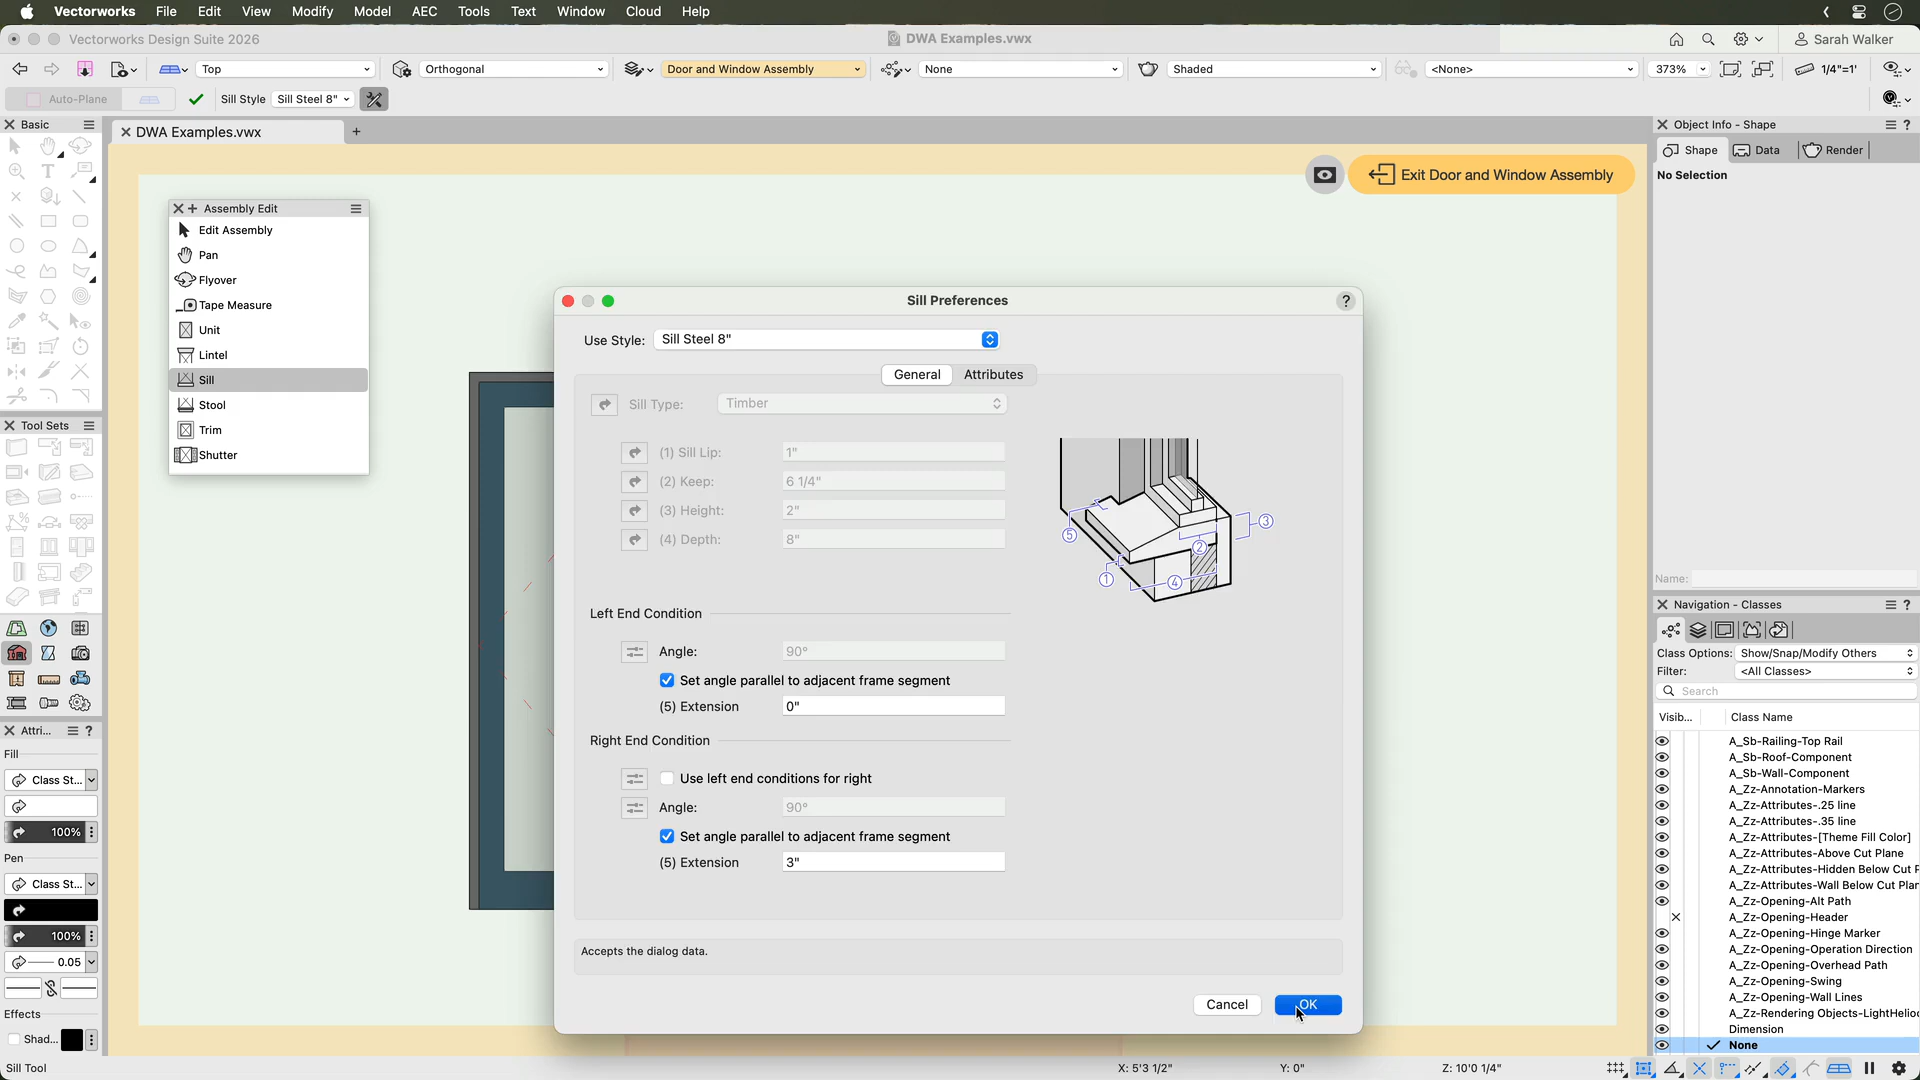 Vectorworks File Edit View Modify Model AEC Tools Text Window Cloud Help
Vectorworks Design Suite 2026
DWA Examples.vwx
Sarah Walker
Top
Orthogonal
Door and Window Assembly
None
Shaded
<None>
373%
1/4"=1'
Auto-Plane
Sill Style
Sill Steel 8"
Basic
DWA Examples.vwx
Object Info - Shape
Shape
Data
Render
No Selection
Exit Door and Window Assembly
Assembly Edit
Edit Assembly
Pan
Flyover
Tape Measure
Unit
Lintel
Sill
Stool
Trim
Shutter
Tool Sets
Sill Preferences
?
Use Style:
Sill Steel 8"
General
Attributes
Sill Type:
Timber
(1) Sill Lip:
1"
(2) Keep:
6 1/4"
(3) Height:
2"
(4) Depth:
8"
5
1
2
3
4
Left End Condition
Angle:
90°
Set angle parallel to adjacent frame segment
(5) Extension
0"
Right End Condition
Use left end conditions for right
Angle:
90°
Set angle parallel to adjacent frame segment
(5) Extension
3"
Accepts the dialog data.
Cancel
OK
Attri...
Fill
Class St...
100%
Pen
Class St...
100%
0.05
Effects
Shad...
Name:
Navigation - Classes
Class Options:
Show/Snap/Modify Others
Filter:
<All Classes>
Search
Visib...
Class Name
A_Sb-Railing-Top Rail
A_Sb-Roof-Component
A_Sb-Wall-Component
A_Zz-Annotation-Markers
A_Zz-Attributes-.25 line
A_Zz-Attributes-.35 line
A_Zz-Attributes-[Theme Fill Color]
A_Zz-Attributes-Above Cut Plane
A_Zz-Attributes-Hidden Below Cut P
A_Zz-Attributes-Wall Below Cut Plan
A_Zz-Opening-Alt Path
A_Zz-Opening-Header
A_Zz-Opening-Hinge Marker
A_Zz-Opening-Operation Direction
A_Zz-Opening-Overhead Path
A_Zz-Opening-Swing
A_Zz-Opening-Wall Lines
A_Zz-Rendering Objects-LightHelio
Dimension
None
Sill Tool
X: 5'3 1/2"
Y: 0"
Z: 10'0 1/4"